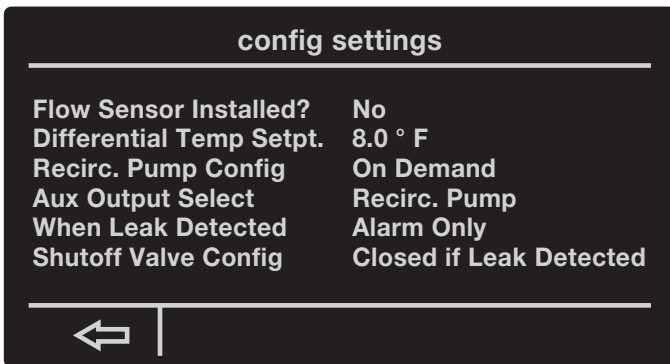 config settings
Flow Sensor Installed? No
Differential Temp Setpt. 8.0 ° F
Recirc. Pump Config On Demand
Aux Output Select Recirc. Pump
When Leak Detected Alarm Only
Shutoff Valve Config Closed if Leak Detected